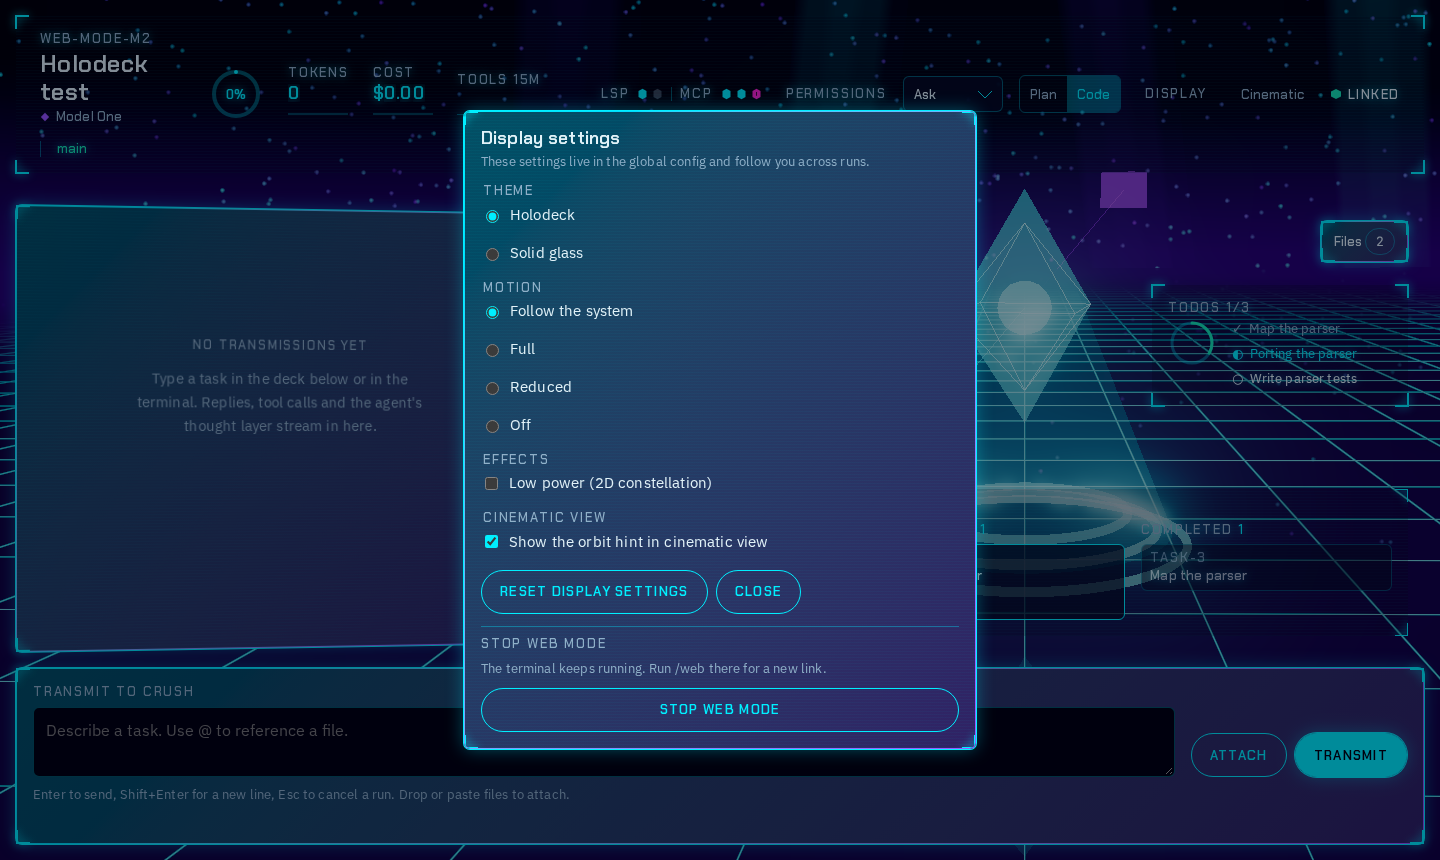 WEB-MODE-M2
Holodeck
test
Model One
main
0%
TOKENS
0
COST
$0.00
TOOLS 15M
LSP
MCP
PERMISSIONS
Ask
Plan
Code
DISPLAY
Cinematic
LINKED
Display settings
These settings live in the global config and follow you across runs.
THEME
Holodeck
Solid glass
MOTION
Follow the system
Full
Reduced
Off
EFFECTS
Low power (2D constellation)
CINEMATIC VIEW
Show the orbit hint in cinematic view
RESET DISPLAY SETTINGS
CLOSE
STOP WEB MODE
The terminal keeps running. Run /web there for a new link.
STOP WEB MODE
NO TRANSMISSIONS YET
Type a task in the deck below or in the
terminal. Replies, tool calls and the agent's
thought layer stream in here.
Files 2
TODOS 1/3
✓ Map the parser
Porting the parser
Write parser tests
1
r
COMPLETED 1
TASK-3
Map the parser
TRANSMIT TO CRUSH
Describe a task. Use @ to reference a file.
ATTACH
TRANSMIT
Enter to send, Shift+Enter for a new line, Esc to cancel a run. Drop or paste files to attach.